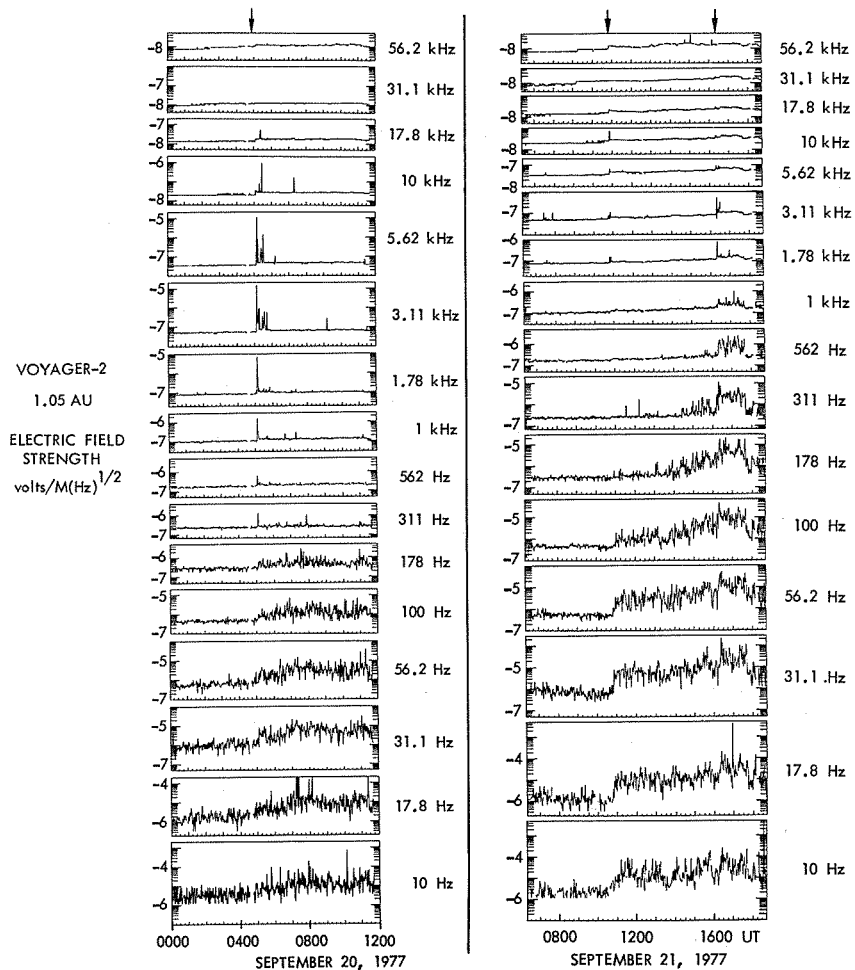 VOYAGER-2
1.05 AU
ELECTRIC FIELD
STRENGTH
volts/M(Hz)^1/2
-8 56.2 kHz
-7
-8 31.1 kHz
-7
-8 17.8 kHz
-6
-8 10 kHz
-5
-7 5.62 kHz
-5
-7 3.11 kHz
-5
-7 1.78 kHz
-6
-7 1 kHz
-6
-7 562 Hz
-6
-7 311 Hz
-6
-7 178 Hz
-5
-7 100 Hz
-5
-7 56.2 Hz
-5
-7 31.1 Hz
-4
-6 17.8 Hz
-4
-6 10 Hz
0000 0400 0800 1200
SEPTEMBER 20, 1977
-8 56.2 kHz
-8 31.1 kHz
-8 17.8 kHz
-8 10 kHz
-7
-8 5.62 kHz
-7 3.11 kHz
-6
-7 1.78 kHz
-6
-7 1 kHz
-6
-7 562 Hz
-5
-7 311 Hz
-5
-7 178 Hz
-5
-7 100 Hz
-5
-7 56.2 Hz
-5
-7 31.1 Hz
-4
-6 17.8 Hz
-4
-6 10 Hz
0800 1200 1600 UT
SEPTEMBER 21, 1977